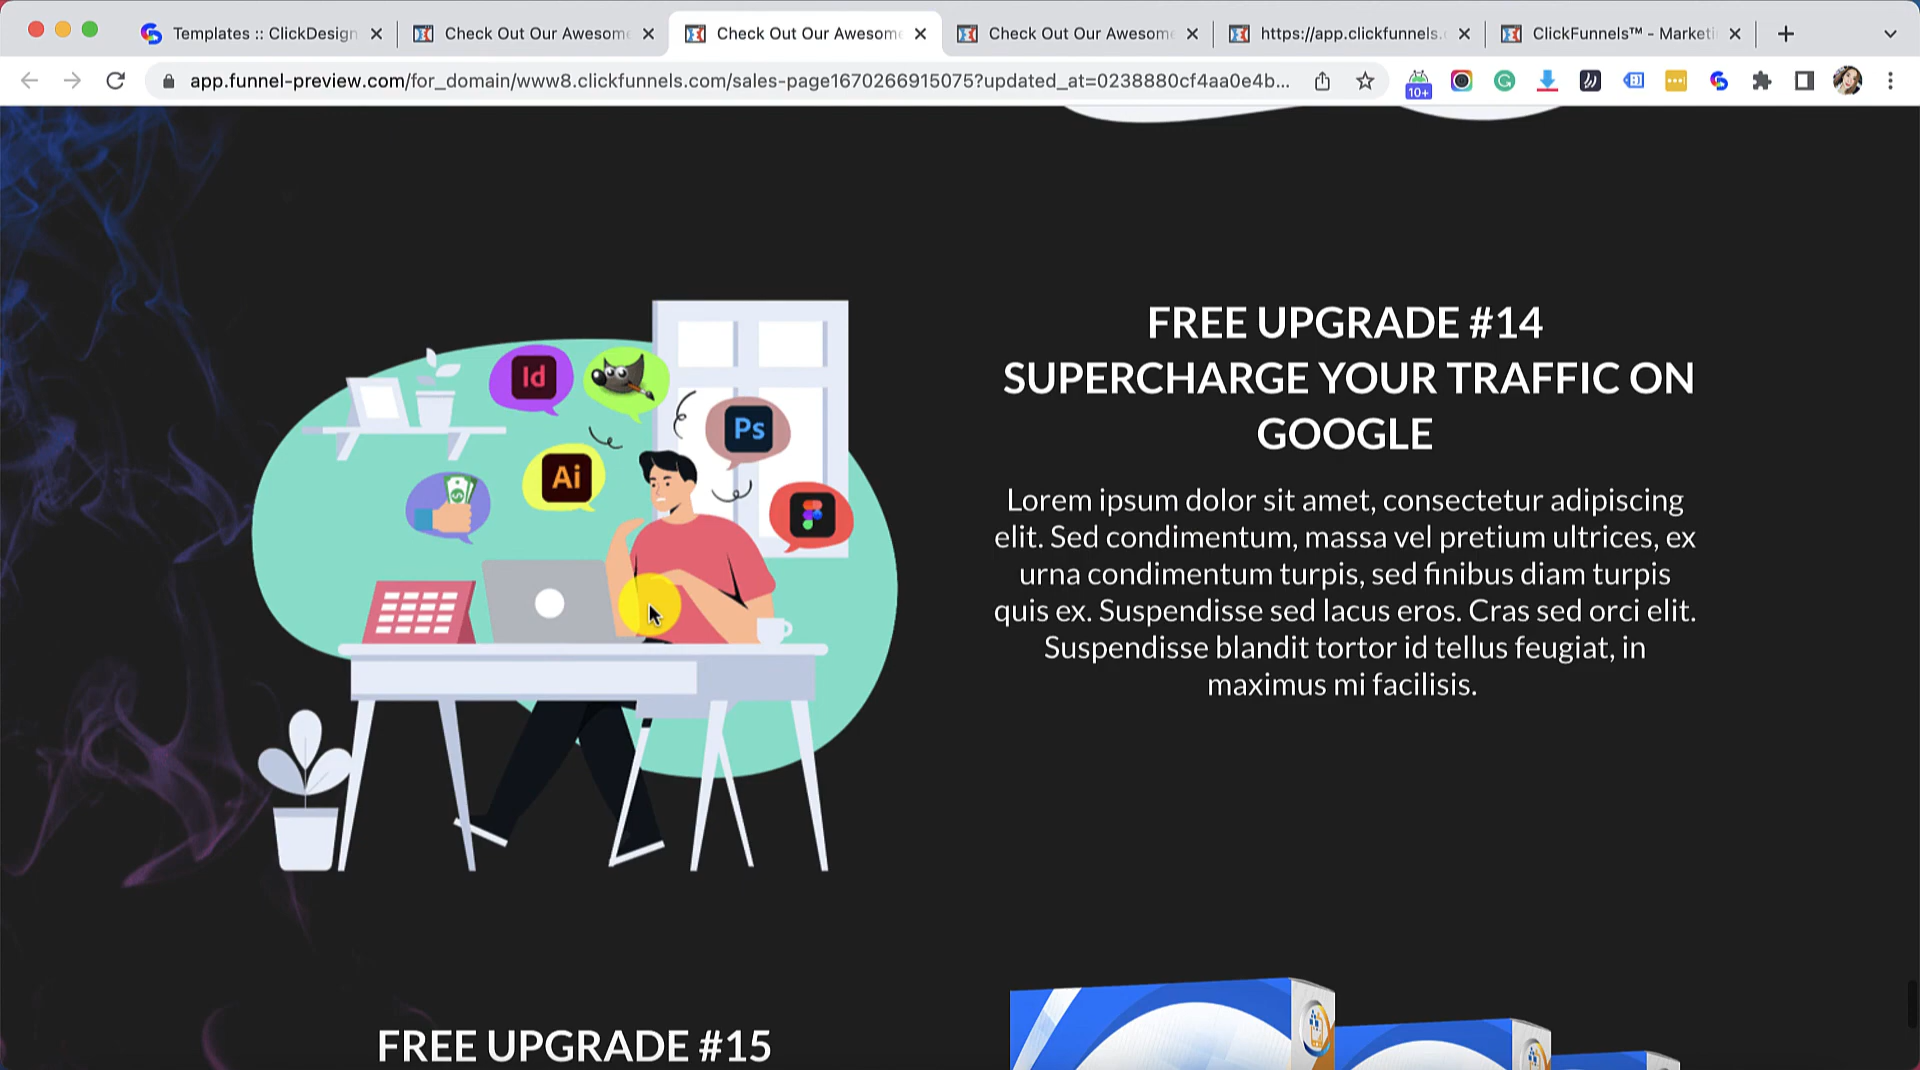 Templates :: ClickDesign
Check Out Our Awesome
Check Out Our Awesom
Check Out Our Awesome
https://app.clickfunnels.
ClickFunnels™ - Marketi
app.funnel-preview.com/for_domain/www8.clickfunnels.com/sales-page1670266915075?updated_at=0238880cf4aa0e4b...
10+
FREE UPGRADE #14
SUPERCHARGE YOUR TRAFFIC ON
GOOGLE
Id
Ps
Ai
Lorem ipsum dolor sit amet, consectetur adipiscing
elit. Sed condimentum, massa vel pretium ultrices, ex
urna condimentum turpis, sed finibus diam turpis
quis ex. Suspendisse sed lacus eros. Cras sed orci elit.
Suspendisse blandit tortor id tellus feugiat, in
maximus mi facilisis.
FREE UPGRADE #15